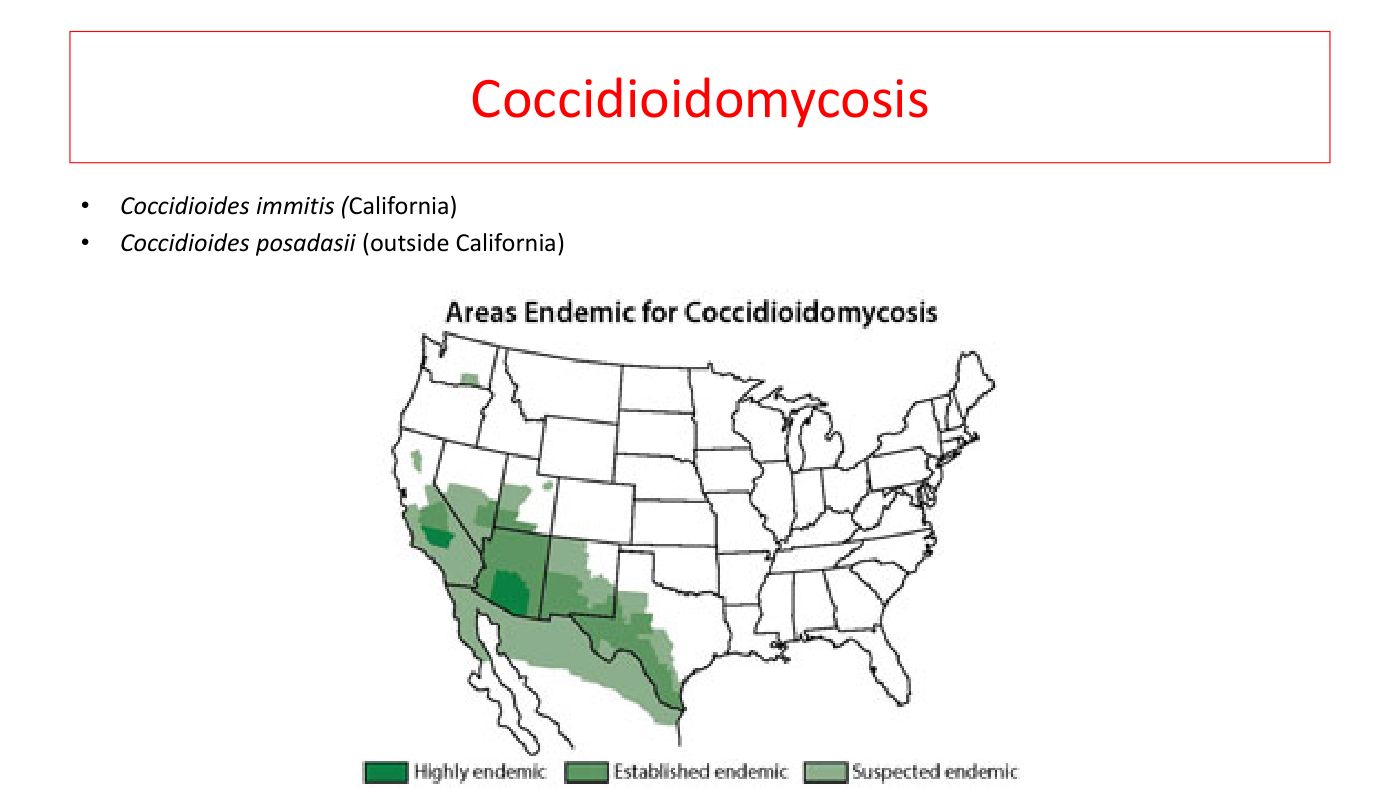 Coccidioidomycosis
• Coccidioides immitis (California)
• Coccidioides posadasii (outside California)
Areas Endemic for Coccidioidomycosis
Highly endemic Established endemic Suspected endemic